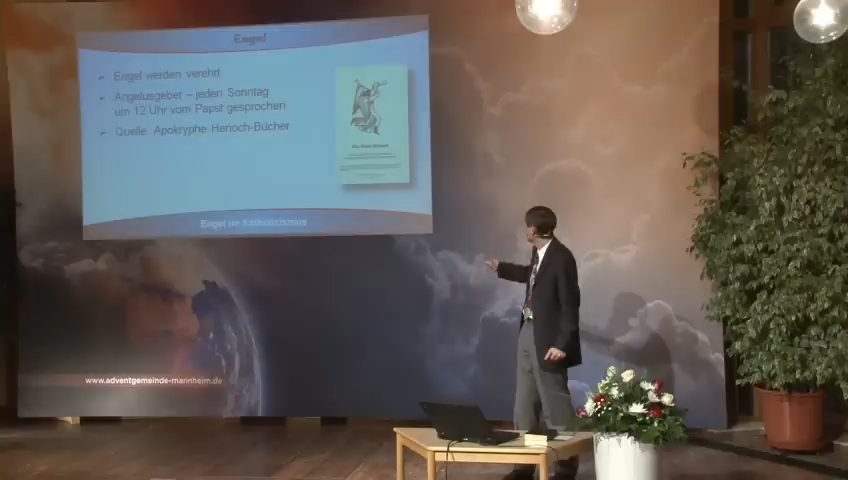 Engel
Engel werden verehrt
Angelusgebet – jeden Sonntag
um 12 Uhr vom Papst gesprochen
Quelle: Apokryphe Henoch-Bücher
Engel im Katholizismus
www.adventgemeinde-mannheim.de